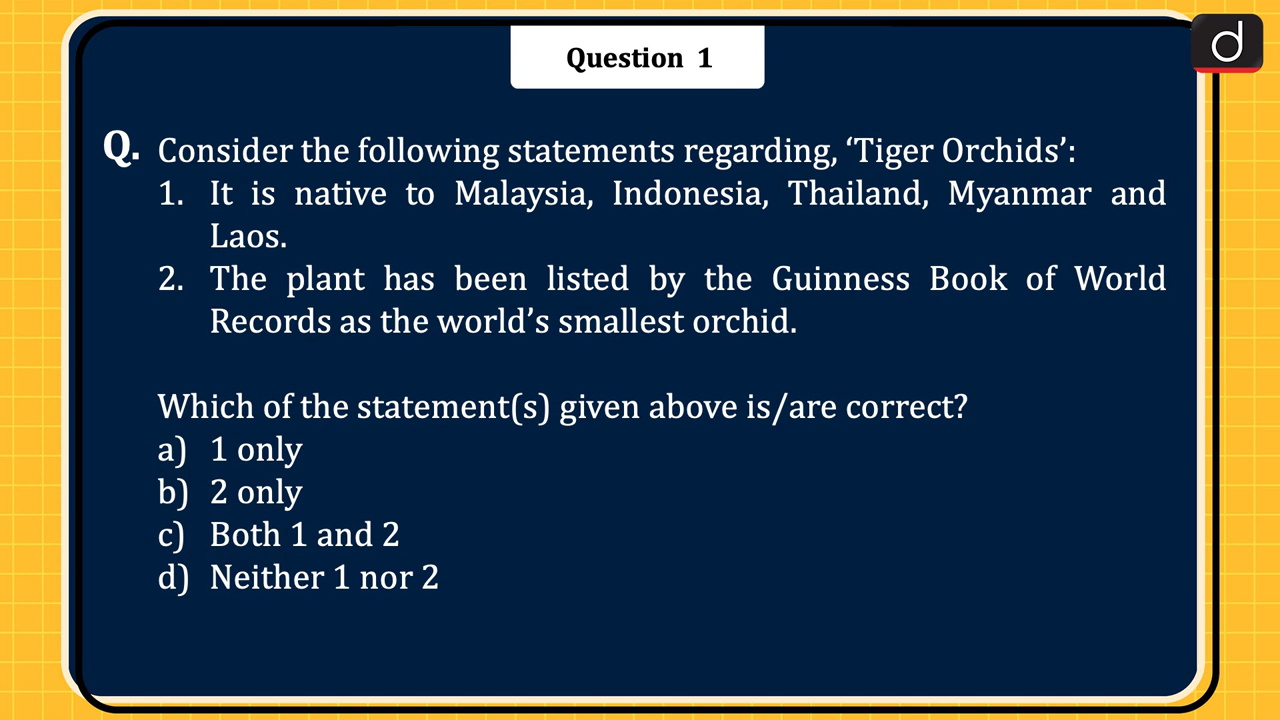 d
Question 1
Q. Consider the following statements regarding, ‘Tiger Orchids’:
1. It is native to Malaysia, Indonesia, Thailand, Myanmar and
Laos.
2. The plant has been listed by the Guinness Book of World
Records as the world’s smallest orchid.
Which of the statement(s) given above is/are correct?
a) 1 only
b) 2 only
c) Both 1 and 2
d) Neither 1 nor 2